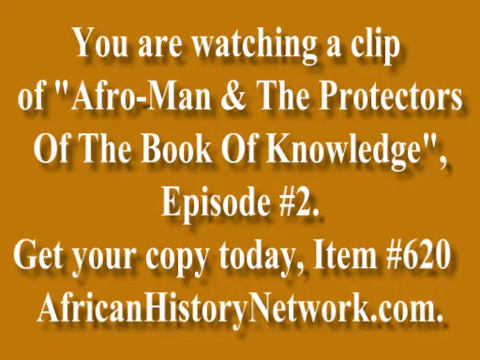 You are watching a clip
of "Afro-Man & The Protectors
Of The Book Of Knowledge",
Episode #2.
Get your copy today, Item #620
AfricanHistoryNetwork.com.